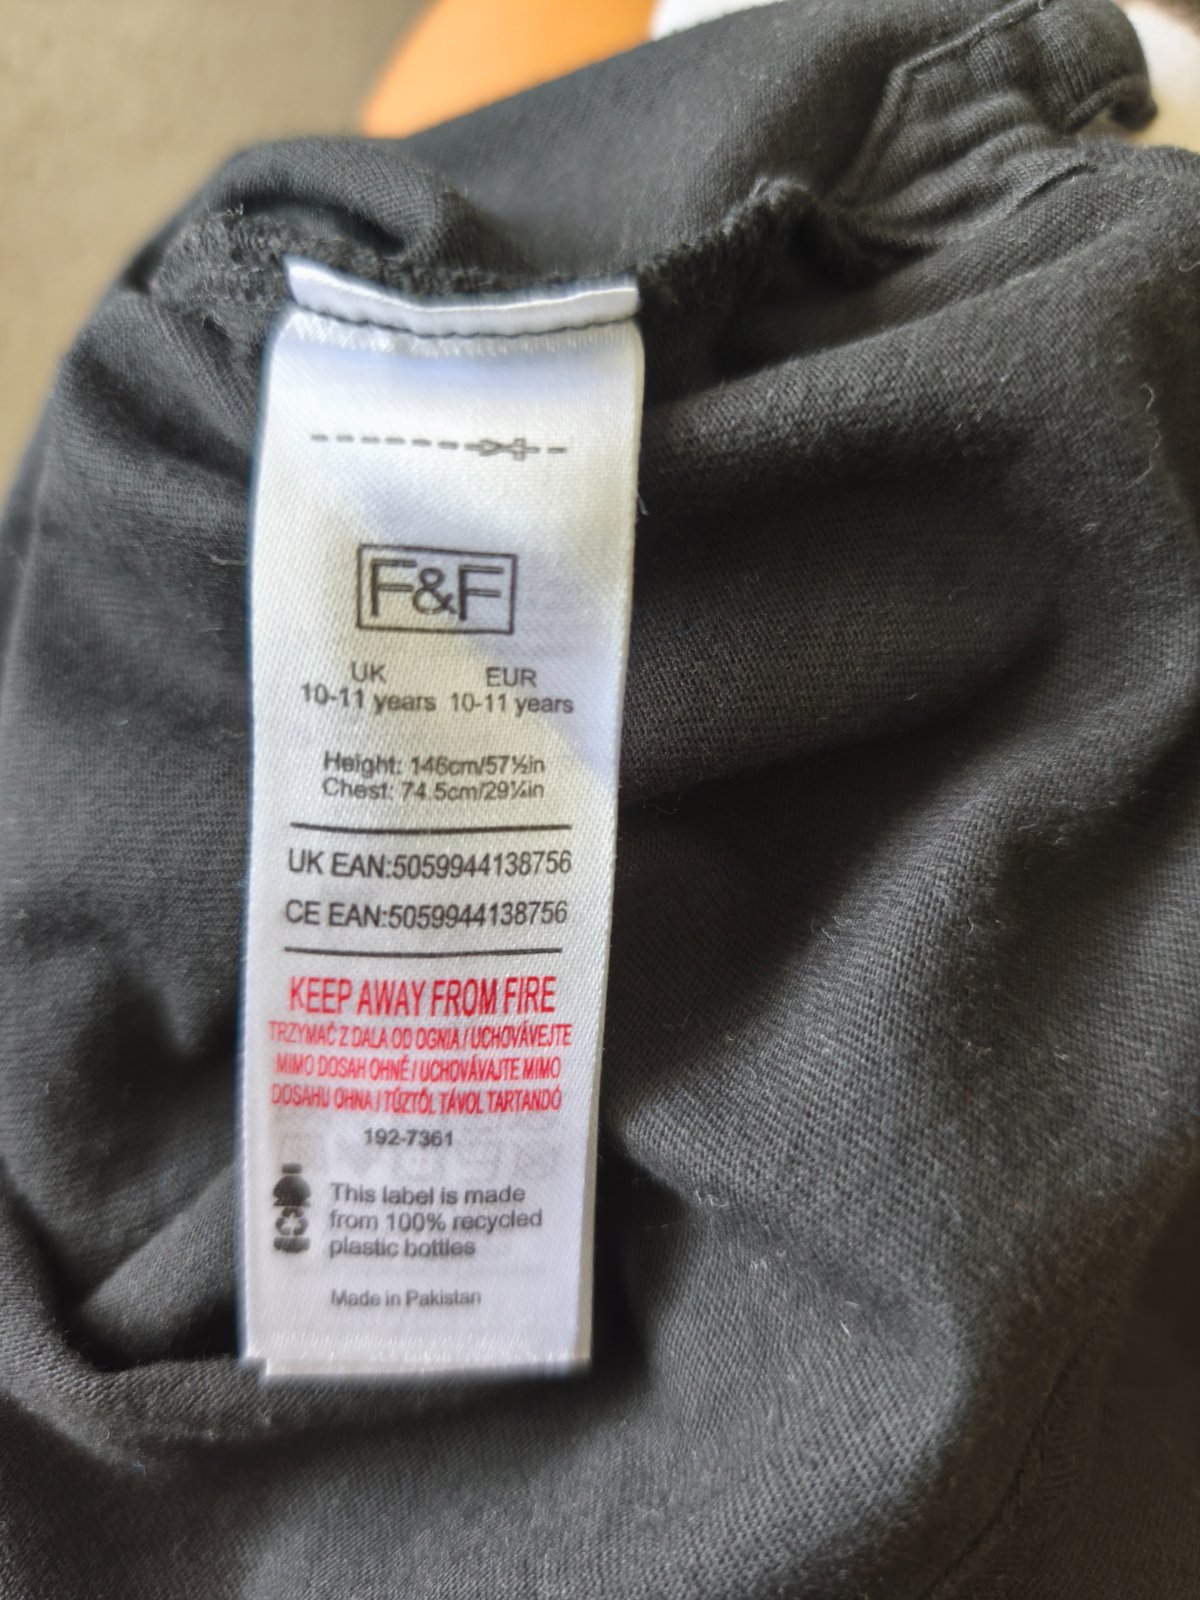 F&F
UK EUR
10-11 years 10-11 years
Height: 146cm/57½in
Chest: 74.5cm/29¼in
UK EAN:5059944138756
CE EAN:5059944138756
KEEP AWAY FROM FIRE
TRZYMAĆ Z DALA OD OGNIA / UCHOVÁVEJTE
MIMO DOSAH OHNĚ / UCHOVÁVAJTE MIMO
DOSAHU OHŇA / TŰZTŐL TÁVOL TARTANDÓ
192-7361
This label is made
from 100% recycled
plastic bottles
Made in Pakistan